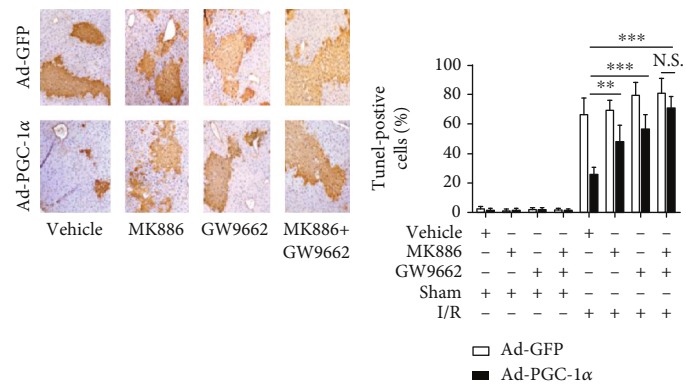 Ad-GFP
Ad-PGC-1α
Vehicle MK886 GW9662 MK886+
GW9662
Tunel-postive
cells (%)
100
80
60
40
20
0
***
***
**
N.S.
Vehicle + − − − + − − −
MK886 − + − + − + − +
GW9662 − − + + − − + +
Sham + + + + − − − −
I/R − − − − + + + +
Ad-GFP
Ad-PGC-1α